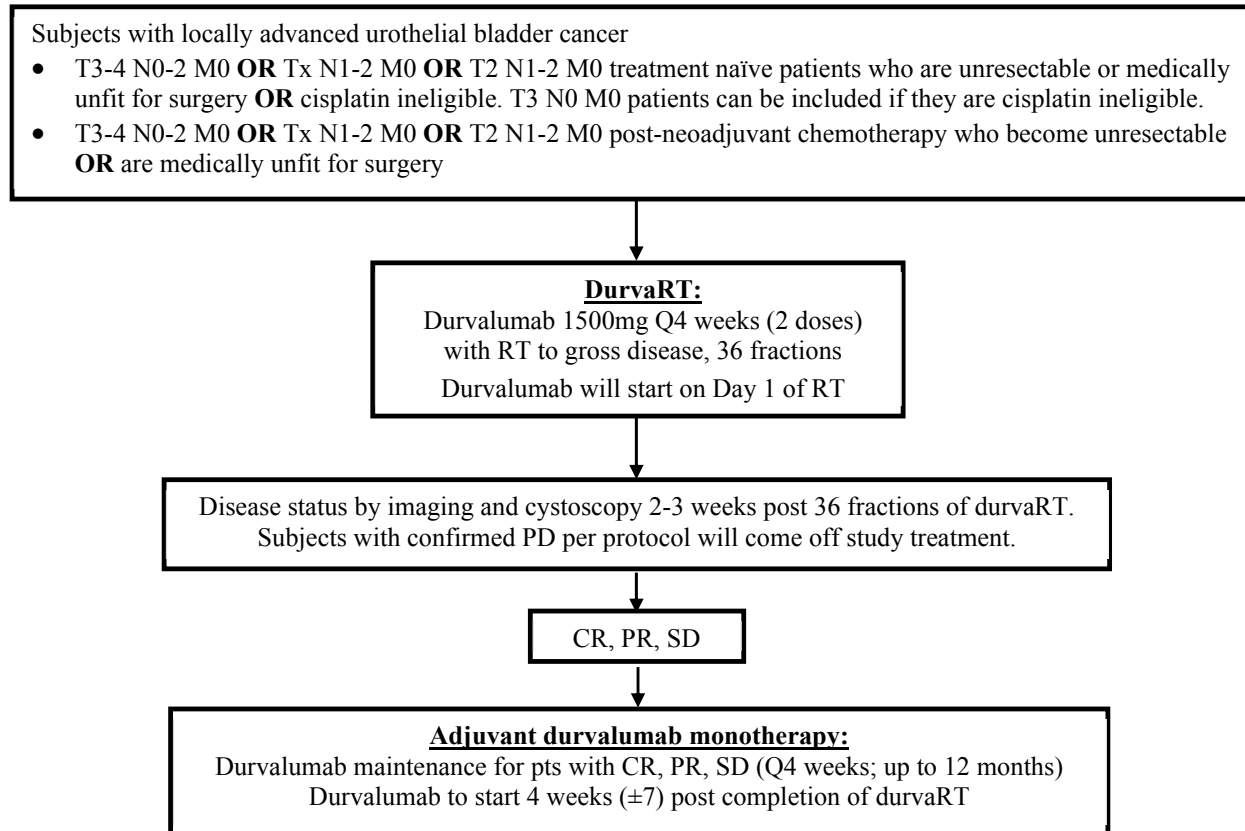 Subjects with locally advanced urothelial bladder cancer
• T3-4 N0-2 M0 OR Tx N1-2 M0 OR T2 N1-2 M0 treatment naïve patients who are unresectable or medically
unfit for surgery OR cisplatin ineligible. T3 N0 M0 patients can be included if they are cisplatin ineligible.
• T3-4 N0-2 M0 OR Tx N1-2 M0 OR T2 N1-2 M0 post-neoadjuvant chemotherapy who become unresectable
OR are medically unfit for surgery
DurvaRT:
Durvalumab 1500mg Q4 weeks (2 doses)
with RT to gross disease, 36 fractions
Durvalumab will start on Day 1 of RT
Disease status by imaging and cystoscopy 2-3 weeks post 36 fractions of durvaRT.
Subjects with confirmed PD per protocol will come off study treatment.
CR, PR, SD
Adjuvant durvalumab monotherapy:
Durvalumab maintenance for pts with CR, PR, SD (Q4 weeks; up to 12 months)
Durvalumab to start 4 weeks (±7) post completion of durvaRT